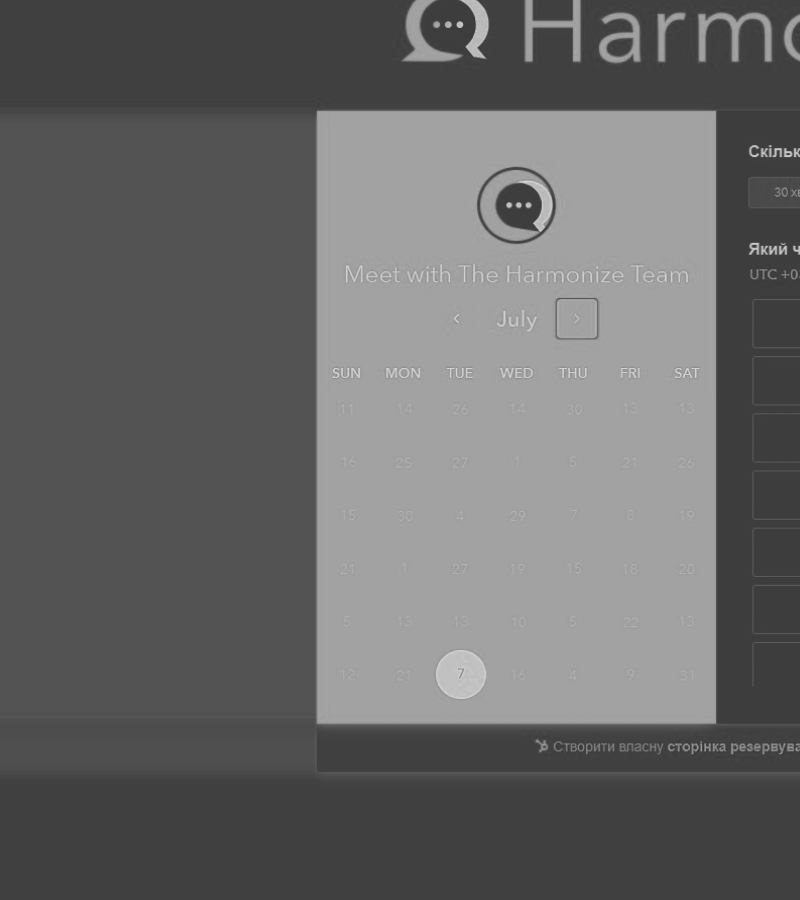 Harmo
Meet with The Harmonize Team
July
SUN MON TUE WED THU FRI SAT
11 14 26 14 30 13 13
16 25 27 1 5 21 26
15 30 4 29 7 8 19
21 1 27 19 15 18 20
5 13 13 10 5 22 13
12 21 7 16 4 9 31
Скільк
30 хв
Який ч
UTC +0
Створити власну сторінка резервува